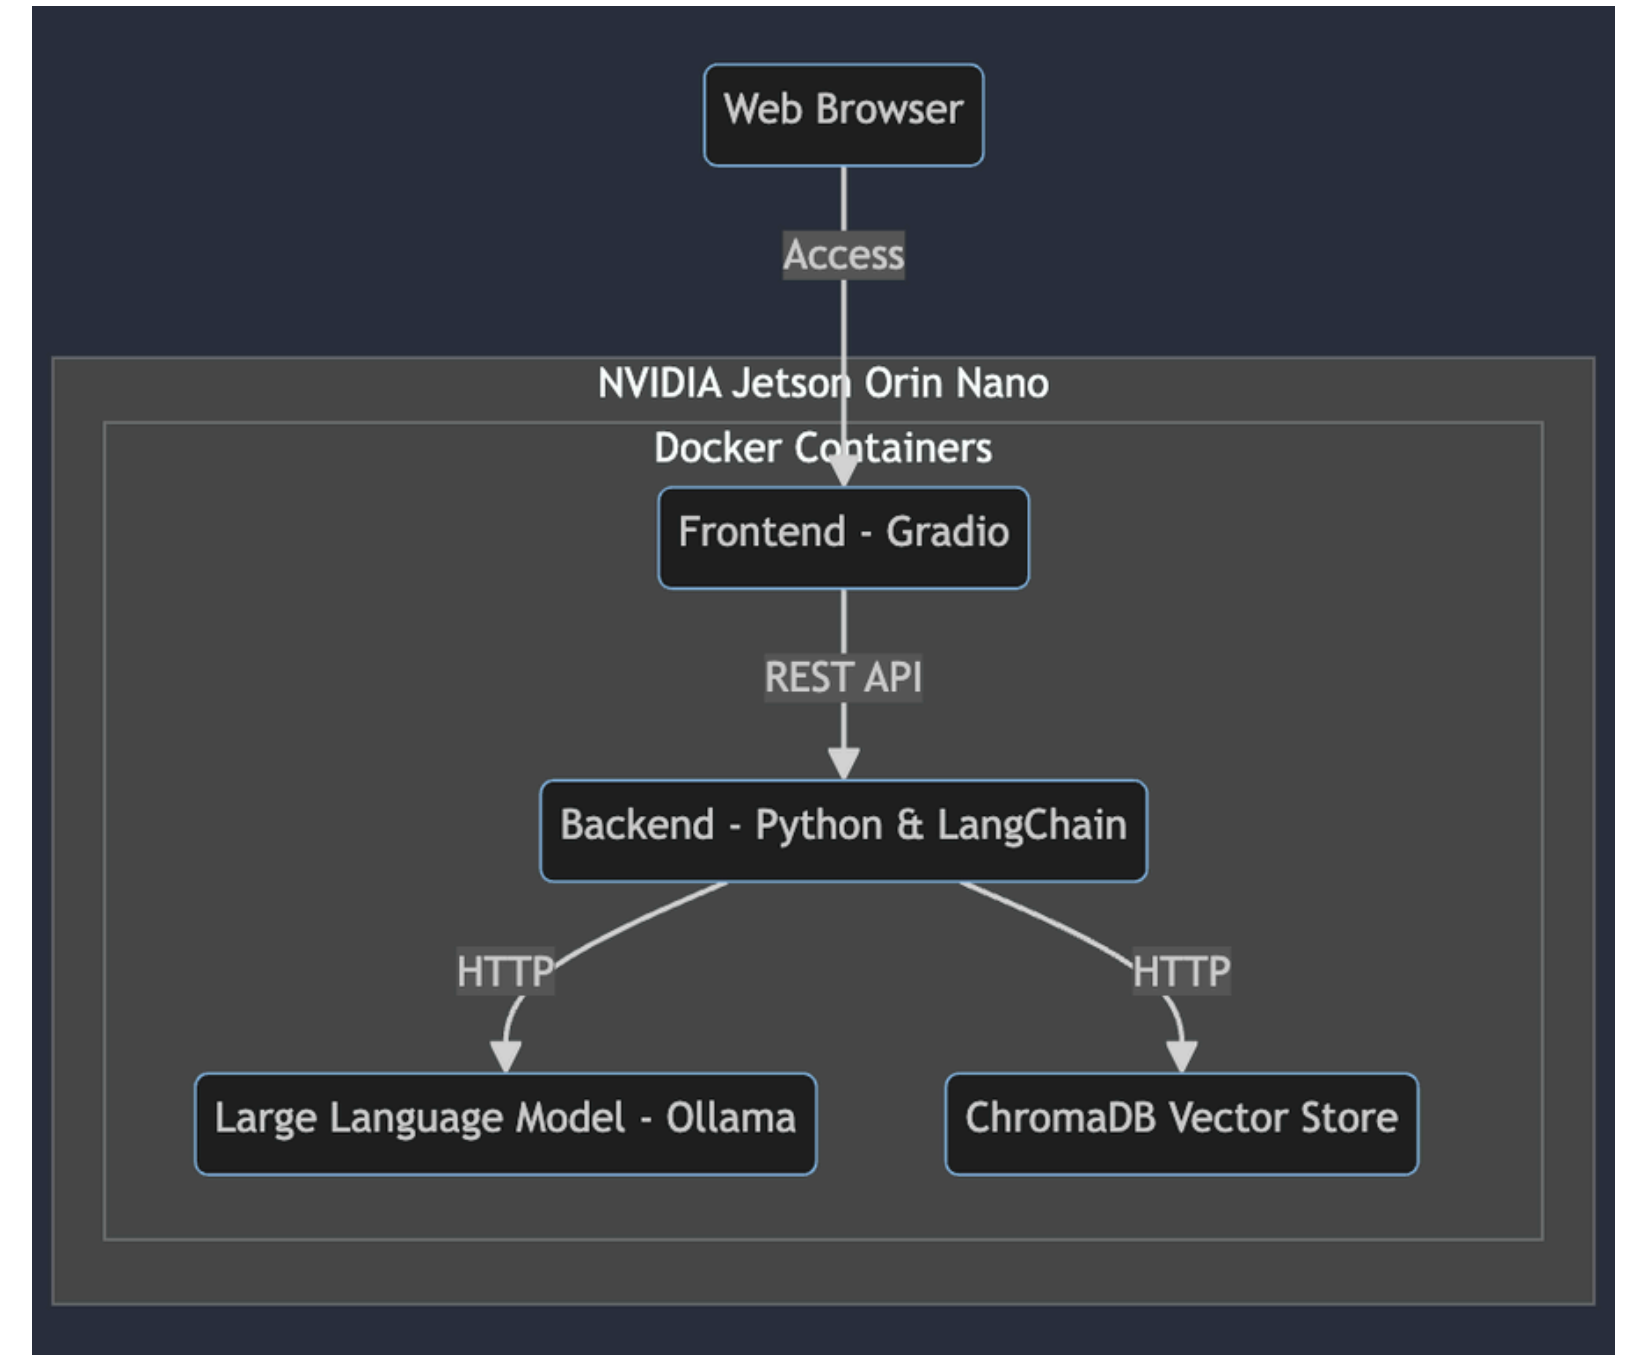 Web Browser
Access
NVIDIA Jetson Orin Nano
Docker Containers
Frontend - Gradio
REST API
Backend - Python & LangChain
HTTP
HTTP
Large Language Model - Ollama
ChromaDB Vector Store